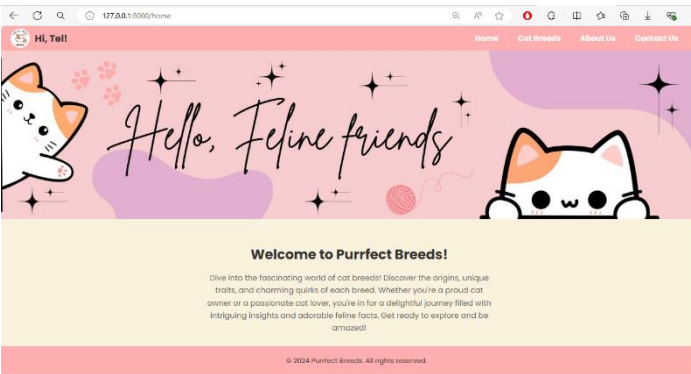 127.0.0.1:8000/home
Hi, Tel!
Home Cat Breeds About Us Contact Us
Hello, Feline friends
Welcome to Purrfect Breeds!
Dive into the fascinating world of cat breeds! Discover the origins, unique
traits, and charming quirks of each breed. Whether you're a proud cat
owner or a passionate cat lover, you're in for a delightful journey filled with
intriguing insights and adorable feline facts. Get ready to explore and be
amazed!
© 2024 Purrfect Breeds. All rights reserved.